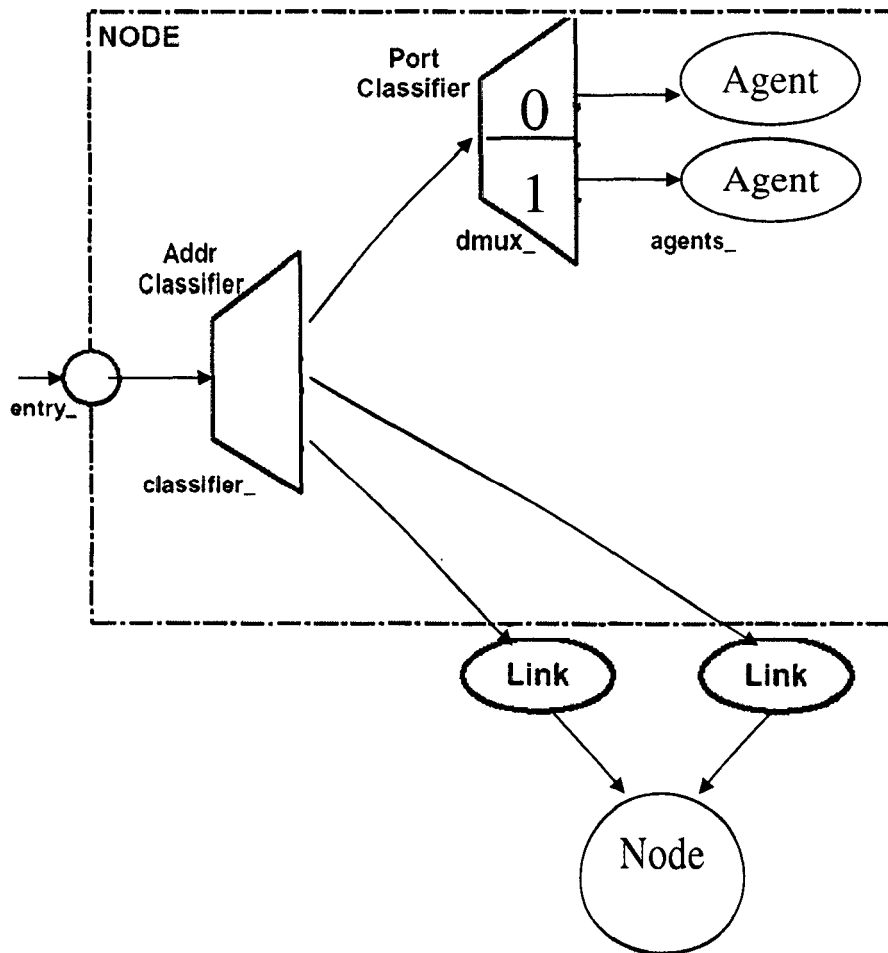 NODE
Port
Classifier
0
Agent
1
Agent
dmux_
agents_
Addr
Classifier
entry_
classifier_
Link
Link
Node